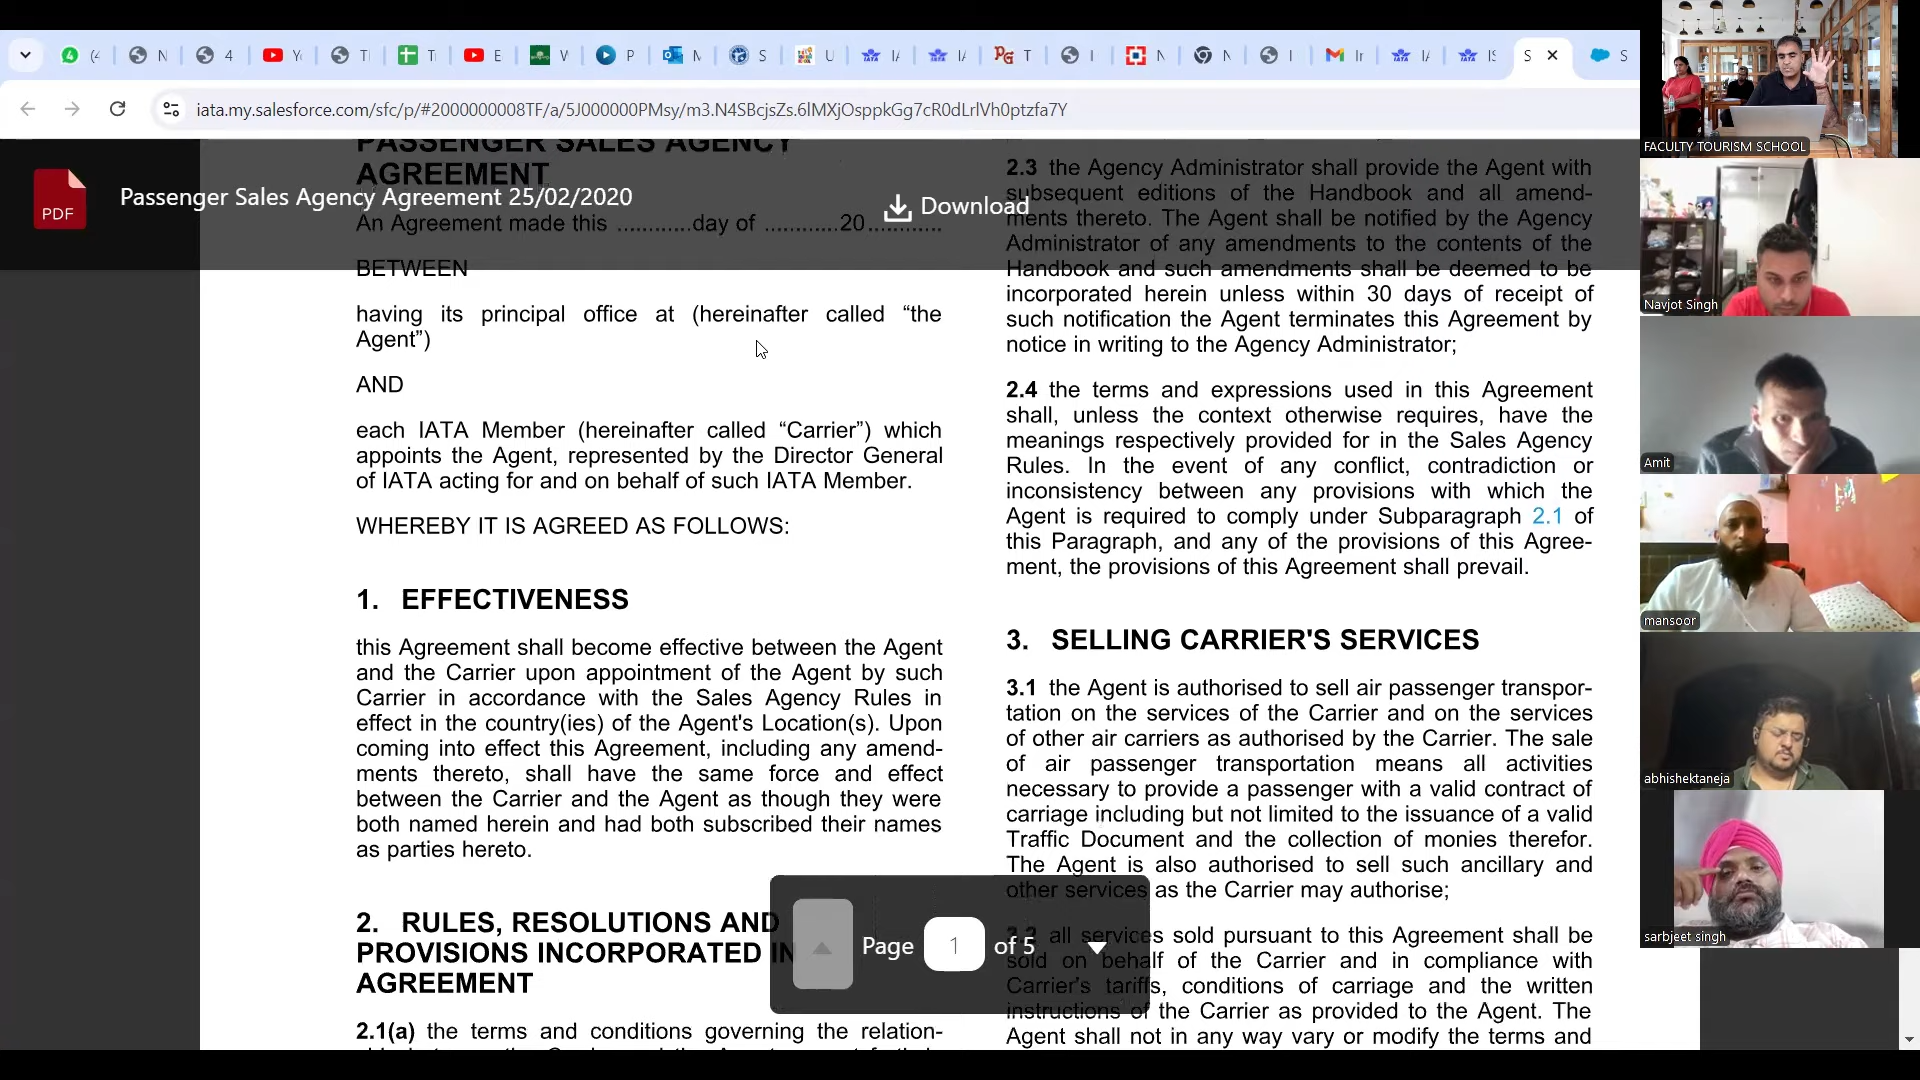 iata.my.salesforce.com/sfc/p/#2000000008TF/a/5J000000PMsy/m3.N4SBcjsZs.6lMXjOsppkGg7cR0dLrlVh0ptzfa7Y
PDF
Passenger Sales Agency Agreement 25/02/2020
Download
PASSENGER SALES AGENCY
AGREEMENT
An Agreement made this ............day of ............20............
BETWEEN
having its principal office at (hereinafter called “the
Agent”)
AND
each IATA Member (hereinafter called “Carrier”) which
appoints the Agent, represented by the Director General
of IATA acting for and on behalf of such IATA Member.
WHEREBY IT IS AGREED AS FOLLOWS:
1. EFFECTIVENESS
this Agreement shall become effective between the Agent
and the Carrier upon appointment of the Agent by such
Carrier in accordance with the Sales Agency Rules in
effect in the country(ies) of the Agent's Location(s). Upon
coming into effect this Agreement, including any amend-
ments thereto, shall have the same force and effect
between the Carrier and the Agent as though they were
both named herein and had both subscribed their names
as parties hereto.
2. RULES, RESOLUTIONS AND
PROVISIONS INCORPORATED IN
AGREEMENT
2.1(a) the terms and conditions governing the relation-
2.3 the Agency Administrator shall provide the Agent with
subsequent editions of the Handbook and all amend-
ments thereto. The Agent shall be notified by the Agency
Administrator of any amendments to the contents of the
Handbook and such amendments shall be deemed to be
incorporated herein unless within 30 days of receipt of
such notification the Agent terminates this Agreement by
notice in writing to the Agency Administrator;
2.4 the terms and expressions used in this Agreement
shall, unless the context otherwise requires, have the
meanings respectively provided for in the Sales Agency
Rules. In the event of any conflict, contradiction or
inconsistency between any provisions with which the
Agent is required to comply under Subparagraph 2.1 of
this Paragraph, and any of the provisions of this Agree-
ment, the provisions of this Agreement shall prevail.
3. SELLING CARRIER'S SERVICES
3.1 the Agent is authorised to sell air passenger transpor-
tation on the services of the Carrier and on the services
of other air carriers as authorised by the Carrier. The sale
of air passenger transportation means all activities
necessary to provide a passenger with a valid contract of
carriage including but not limited to the issuance of a valid
Traffic Document and the collection of monies therefor.
The Agent is also authorised to sell such ancillary and
other services as the Carrier may authorise;
3.2 all services sold pursuant to this Agreement shall be
sold on behalf of the Carrier and in compliance with
Carrier's tariffs, conditions of carriage and the written
instructions of the Carrier as provided to the Agent. The
Agent shall not in any way vary or modify the terms and
Page 1 of 5
FACULTY TOURISM SCHOOL
Navjot Singh
Amit
mansoor
abhishektaneja
sarbjeet singh